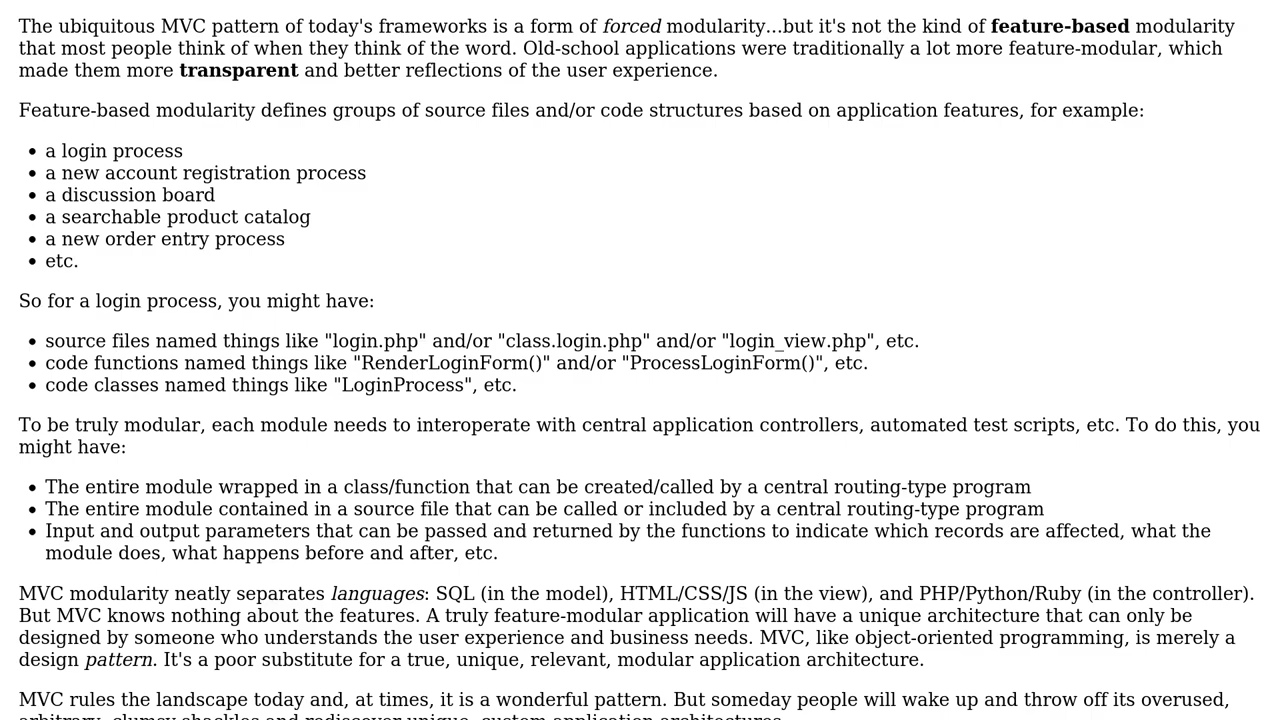 The ubiquitous MVC pattern of today's frameworks is a form of forced modularity...but it's not the kind of feature-based modularity
that most people think of when they think of the word. Old-school applications were traditionally a lot more feature-modular, which
made them more transparent and better reflections of the user experience.
Feature-based modularity defines groups of source files and/or code structures based on application features, for example:
• a login process
• a new account registration process
• a discussion board
• a searchable product catalog
• a new order entry process
• etc.
So for a login process, you might have:
• source files named things like "login.php" and/or "class.login.php" and/or "login_view.php", etc.
• code functions named things like "RenderLoginForm()" and/or "ProcessLoginForm()", etc.
• code classes named things like "LoginProcess", etc.
To be truly modular, each module needs to interoperate with central application controllers, automated test scripts, etc. To do this, you
might have:
• The entire module wrapped in a class/function that can be created/called by a central routing-type program
• The entire module contained in a source file that can be called or included by a central routing-type program
• Input and output parameters that can be passed and returned by the functions to indicate which records are affected, what the
module does, what happens before and after, etc.
MVC modularity neatly separates languages: SQL (in the model), HTML/CSS/JS (in the view), and PHP/Python/Ruby (in the controller).
But MVC knows nothing about the features. A truly feature-modular application will have a unique architecture that can only be
designed by someone who understands the user experience and business needs. MVC, like object-oriented programming, is merely a
design pattern. It's a poor substitute for a true, unique, relevant, modular application architecture.
MVC rules the landscape today and, at times, it is a wonderful pattern. But someday people will wake up and throw off its overused,
arbitrary, clumsy shackles and rediscover unique, custom application architectures.